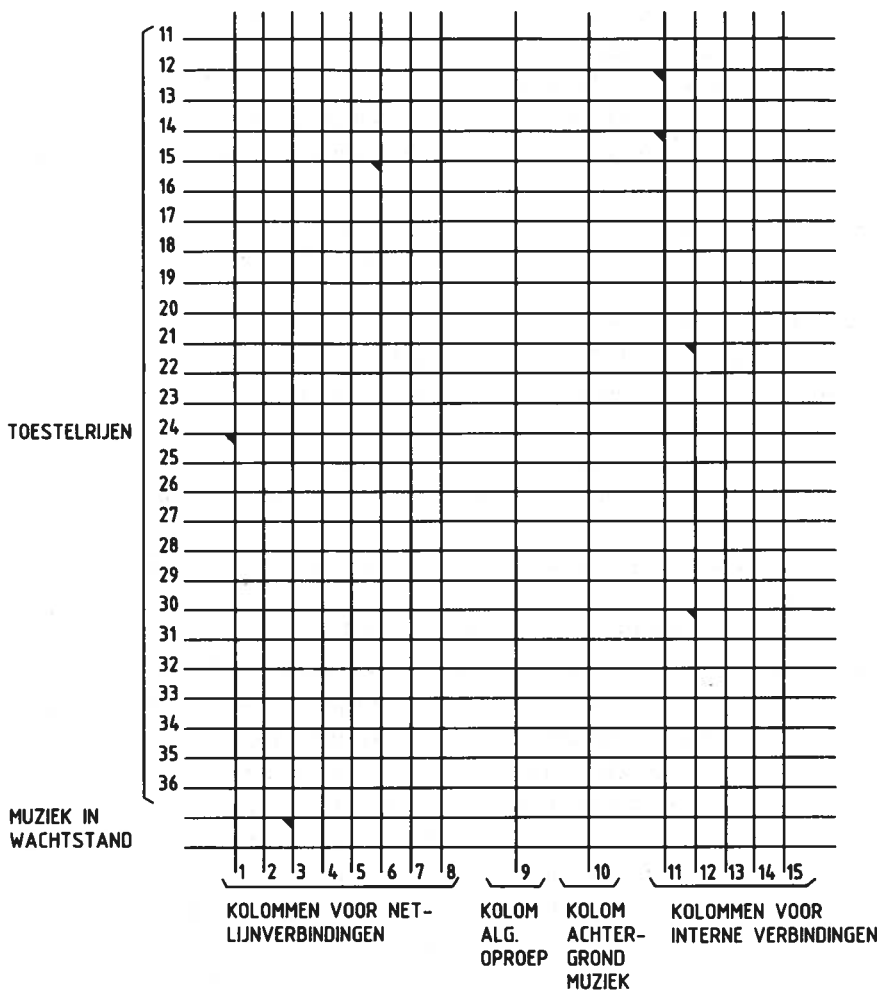 11
12
13
14
15
16
17
18
19
20
21
22
23
TOESTELRIJEN 24
25
26
27
28
29
30
31
32
33
34
35
36
MUZIEK IN
WACHTSTAND
1 2 3 4 5 6 7 8 9 10 11 12 13 14 15
KOLOMMEN VOOR NET-
LIJNVERBINDINGEN
KOLOM
ALG.
OPROEP
KOLOM
ACHTER-
GROND
MUZIEK
KOLOMMEN VOOR
INTERNE VERBINDINGEN